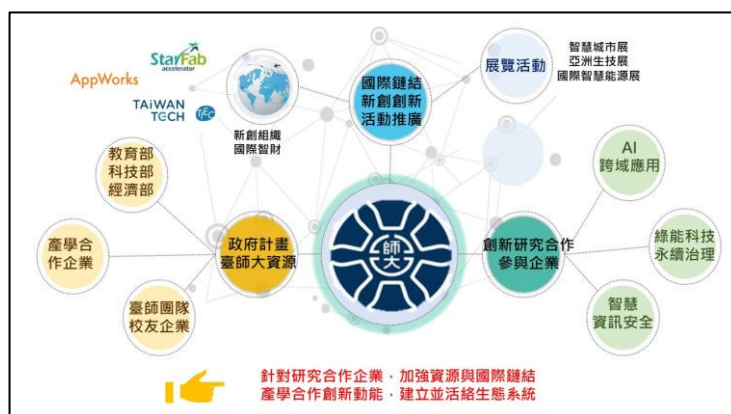 StarFab
accelerator
AppWorks
TAIWAN
TECH
TEC
新創組織
國際智財
國際鏈結
新創創新
活動推廣
展覽活動
智慧城市展
亞洲生技展
國際智慧能源展
教育部
科技部
經濟部
產學合
作企業
臺師團隊
校友企業
政府計畫
臺師大資源
師大
創新研究合作
參與企業
AI
跨域應用
綠能科技
永續治理
智慧
資訊安全
針對研究合作企業，加強資源與國際鏈結
產學合作創新動能，建立並活絡生態系統